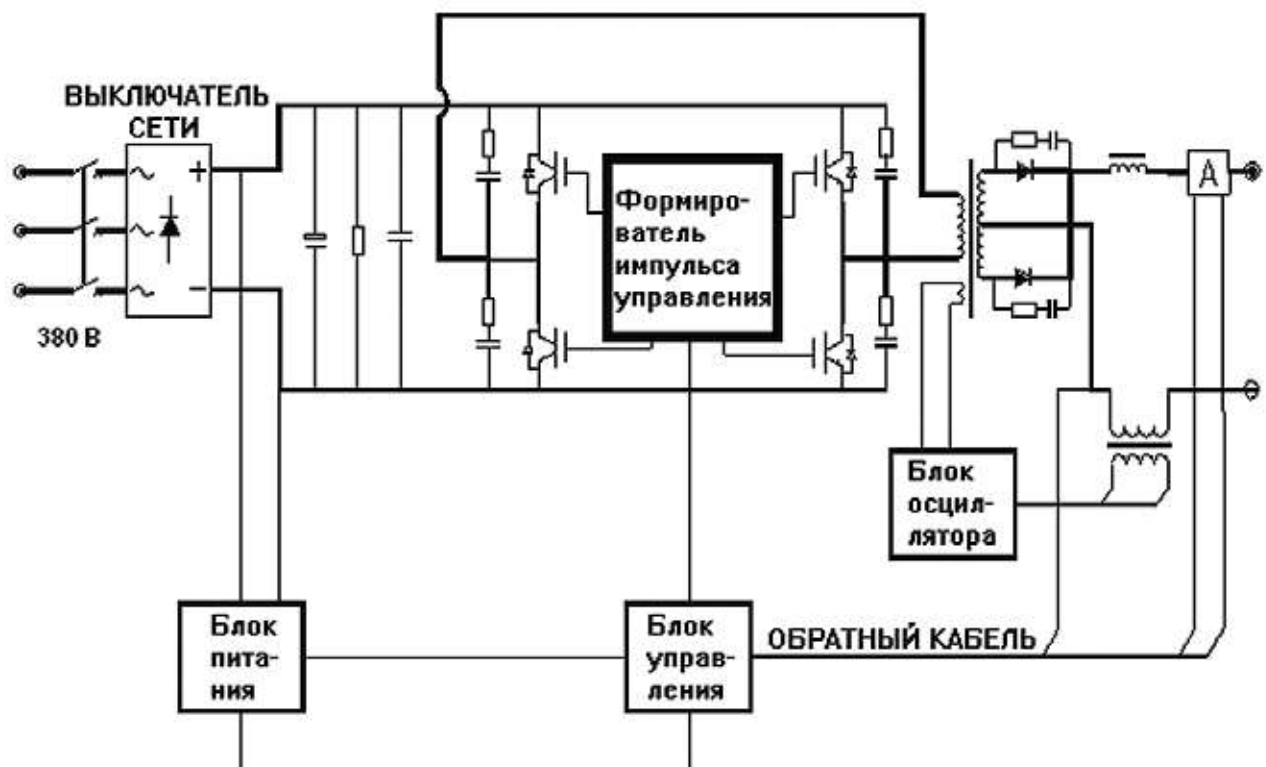 ВЫКЛЮЧАТЕЛЬ
СЕТИ
+
−
380 В
Формиро-
ватель
импульса
управления
А
Блок
осцил-
лятора
Блок
пита-
ния
Блок
управ-
ления
ОБРАТНЫЙ КАБЕЛЬ